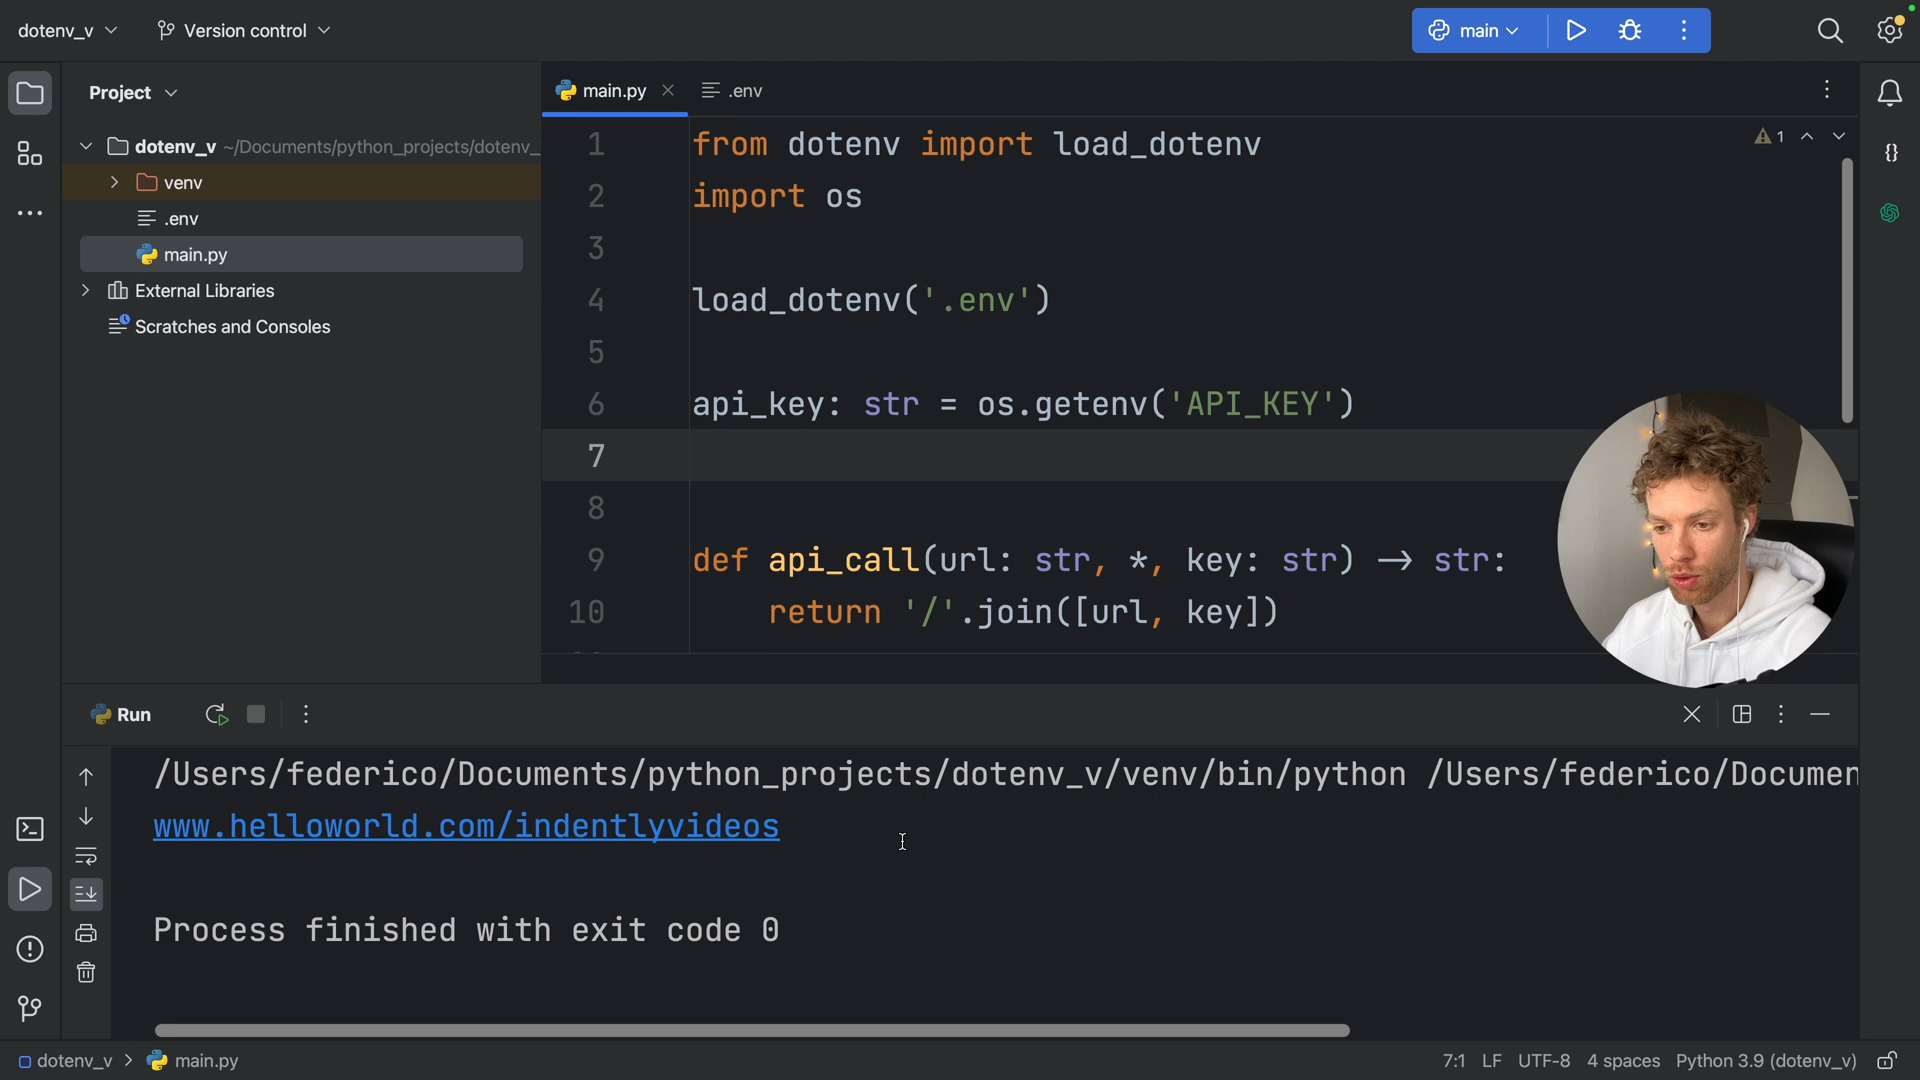 dotenv_v
Version control
main
Project
dotenv_v ~/Documents/python_projects/dotenv_
venv
.env
main.py
External Libraries
Scratches and Consoles
main.py
.env
1 from dotenv import load_dotenv
2 import os
3
4 load_dotenv('.env')
5
6 api_key: str = os.getenv('API_KEY')
7
8
9 def api_call(url: str, *, key: str) → str:
10 return '/'.join([url, key])
1
{}
Run
/Users/federico/Documents/python_projects/dotenv_v/venv/bin/python /Users/federico/Documen
www.helloworld.com/indentlyvideos
Process finished with exit code 0
dotenv_v > main.py
7:1 LF UTF-8 4 spaces Python 3.9 (dotenv_v)